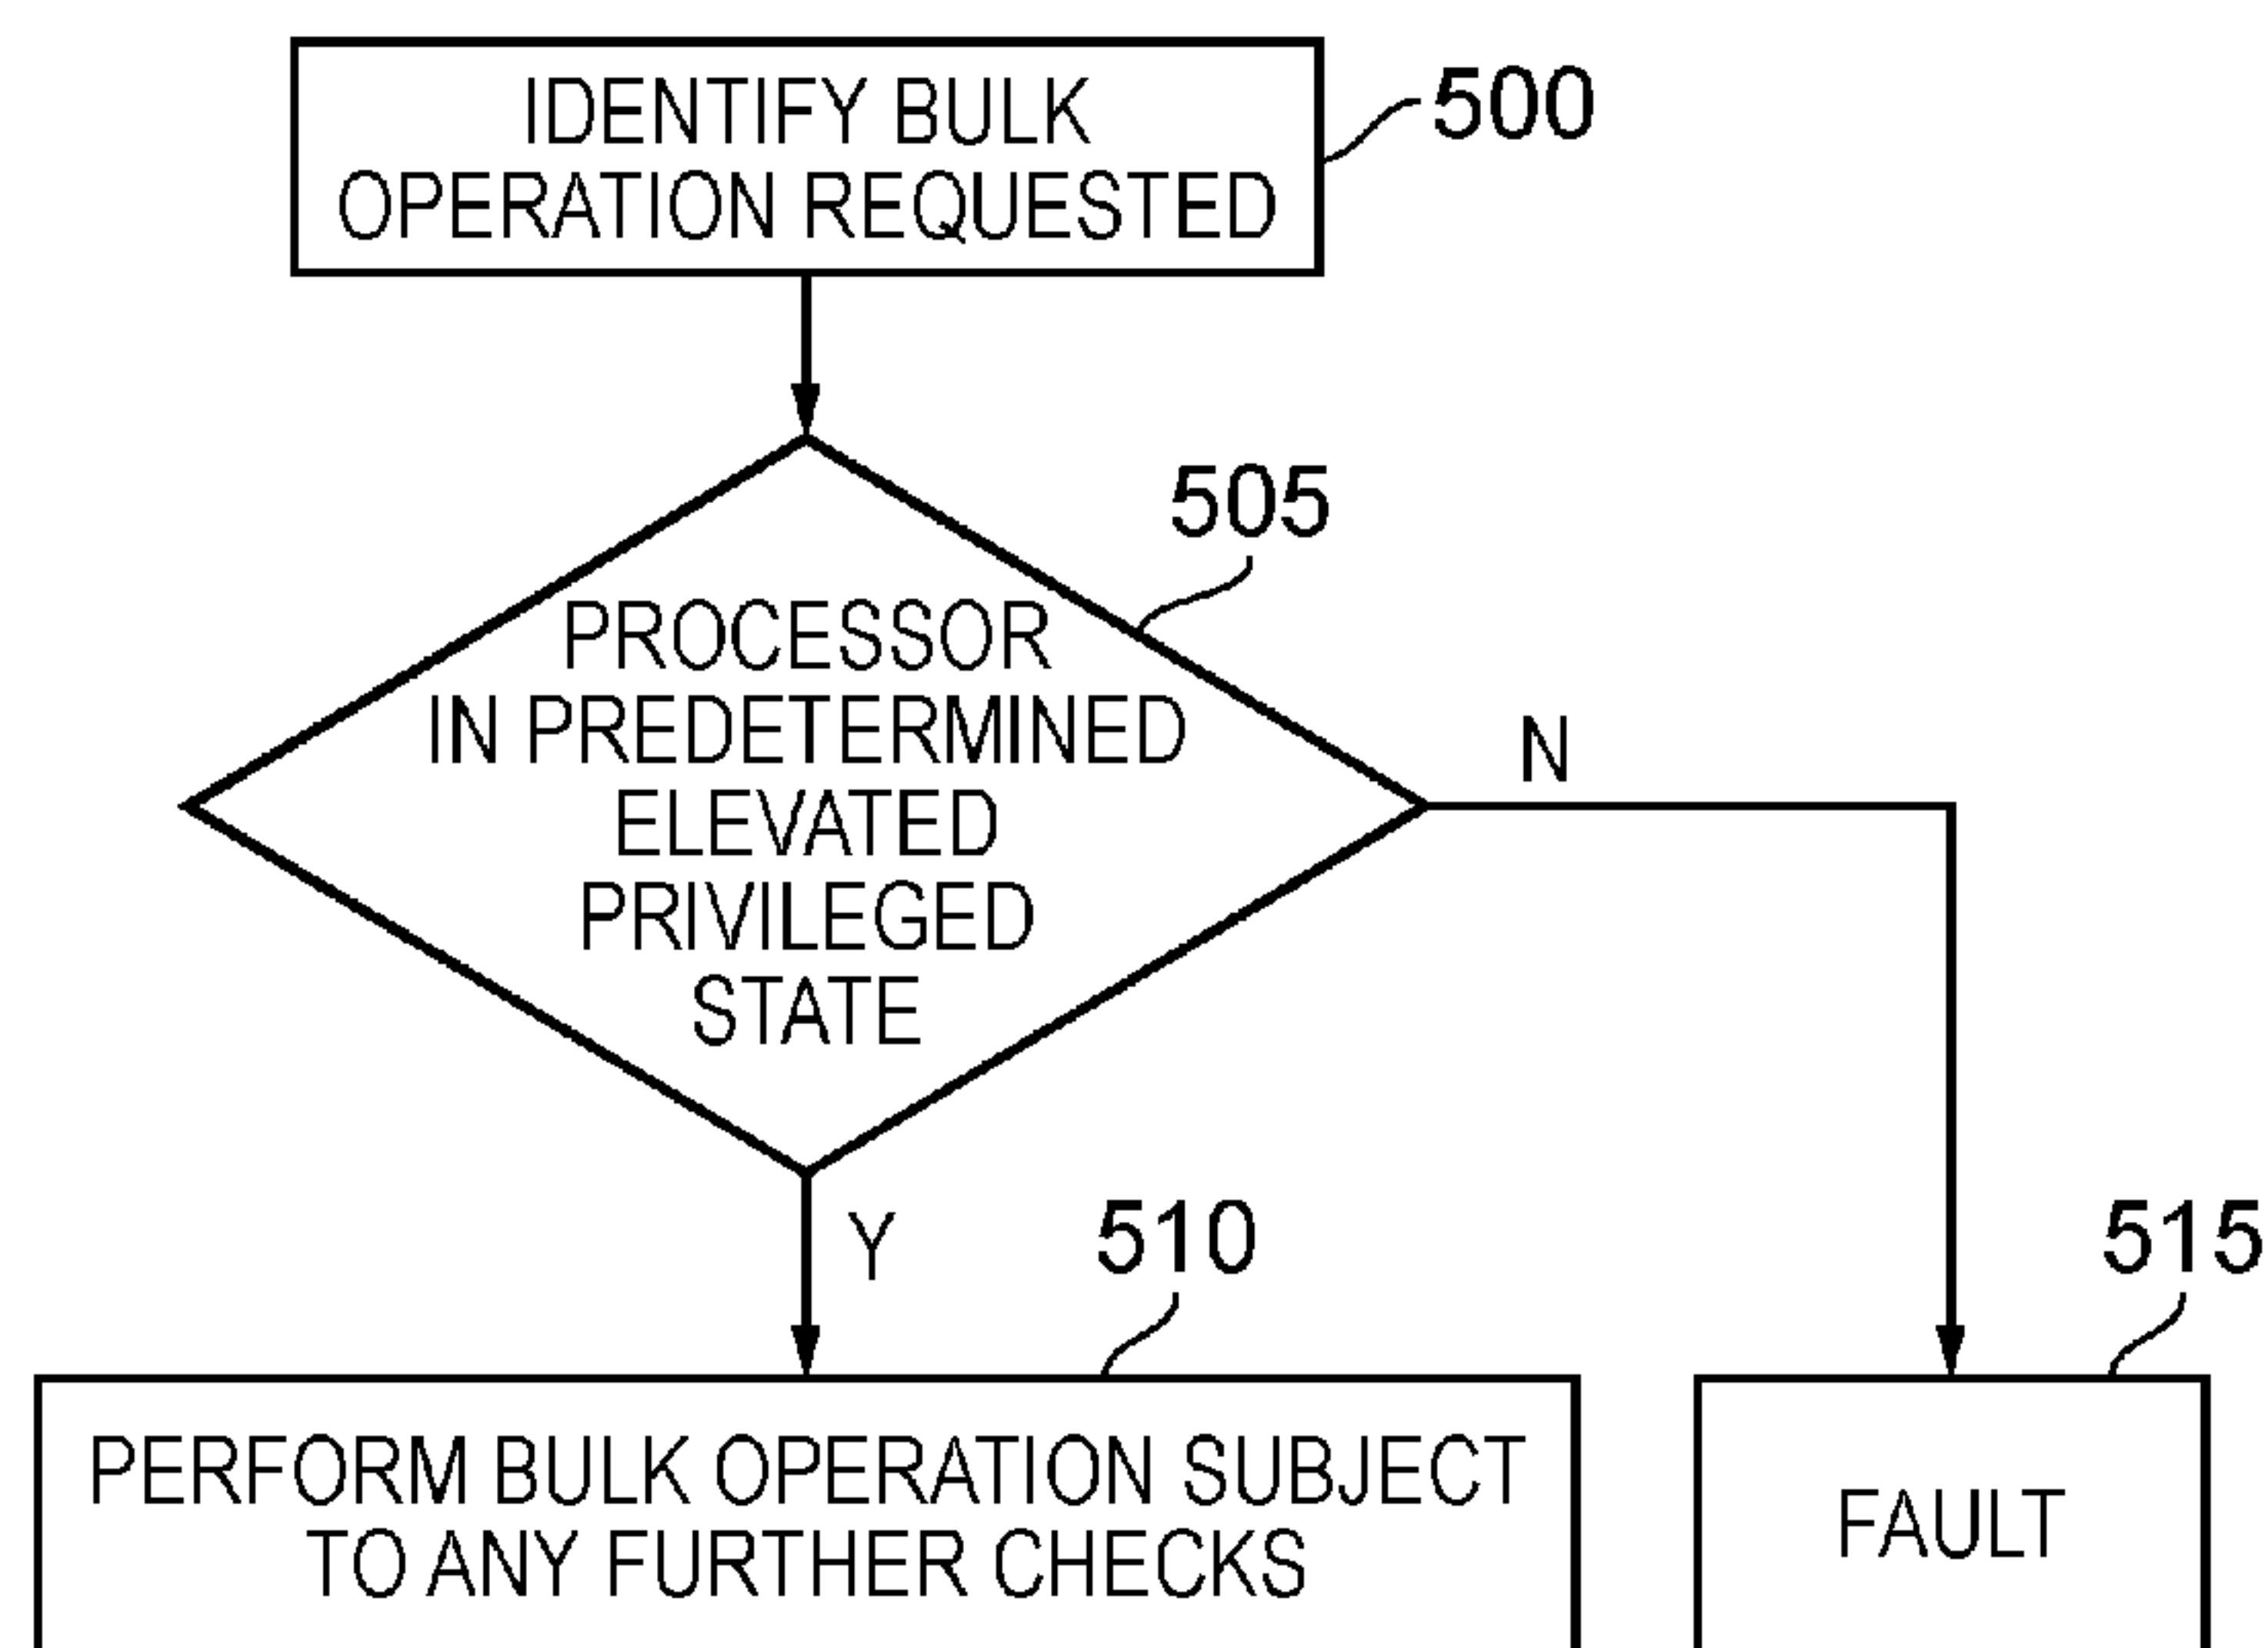 IDENTIFY BULK
OPERATION REQUESTED
500
505
PROCESSOR
IN PREDETERMINED
ELEVATED
PRIVILEGED
STATE
N
Y
510
515
PERFORM BULK OPERATION SUBJECT
TO ANY FURTHER CHECKS
FAULT